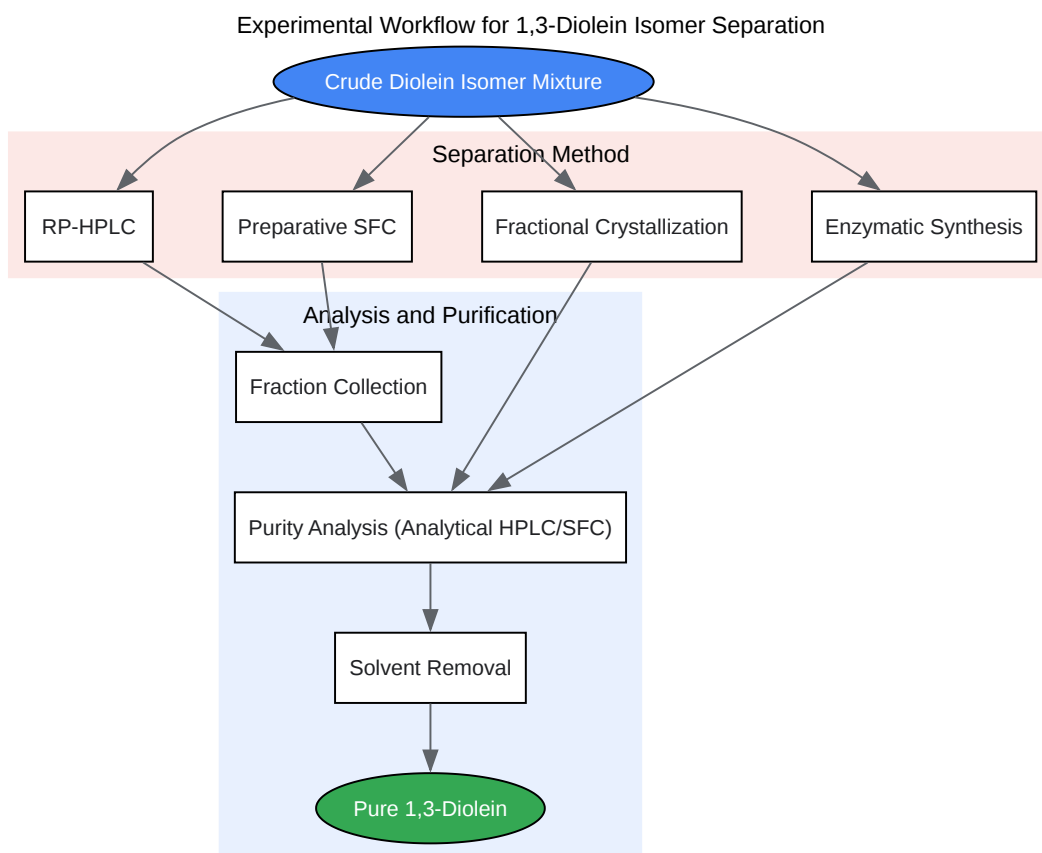 Experimental Workflow for 1,3-Diolein Isomer Separation
Crude Diolein Isomer Mixture
Separation Method
RP-HPLC
Preparative SFC
Fractional Crystallization
Enzymatic Synthesis
Analysis and Purification
Fraction Collection
Purity Analysis (Analytical HPLC/SFC)
Solvent Removal
Pure 1,3-Diolein